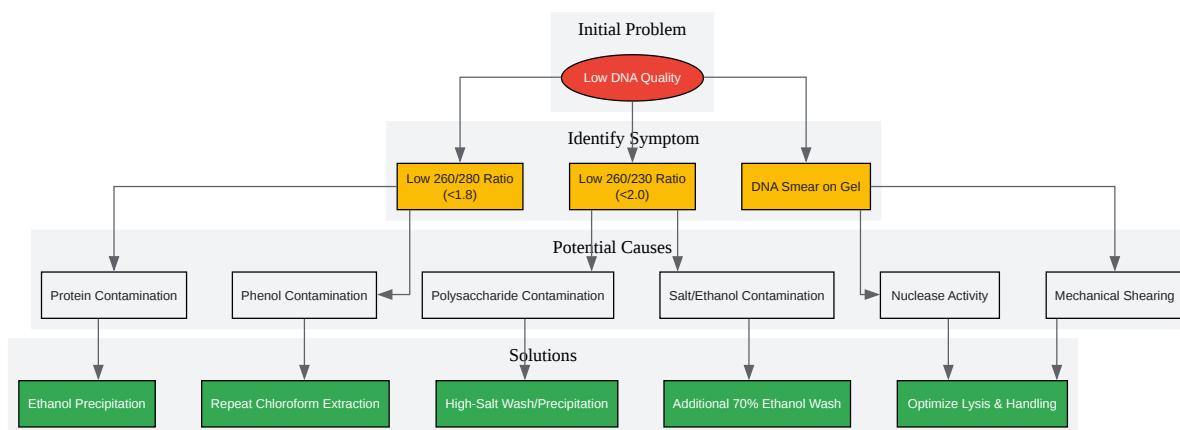 Initial Problem
Low DNA Quality
Identify Symptom
Low 260/280 Ratio
(<1.8)
Low 260/230 Ratio
(<2.0)
DNA Smear on Gel
Potential Causes
Protein Contamination
Phenol Contamination
Polysaccharide Contamination
Salt/Ethanol Contamination
Nuclease Activity
Mechanical Shearing
Solutions
Ethanol Precipitation
Repeat Chloroform Extraction
High-Salt Wash/Precipitation
Additional 70% Ethanol Wash
Optimize Lysis & Handling